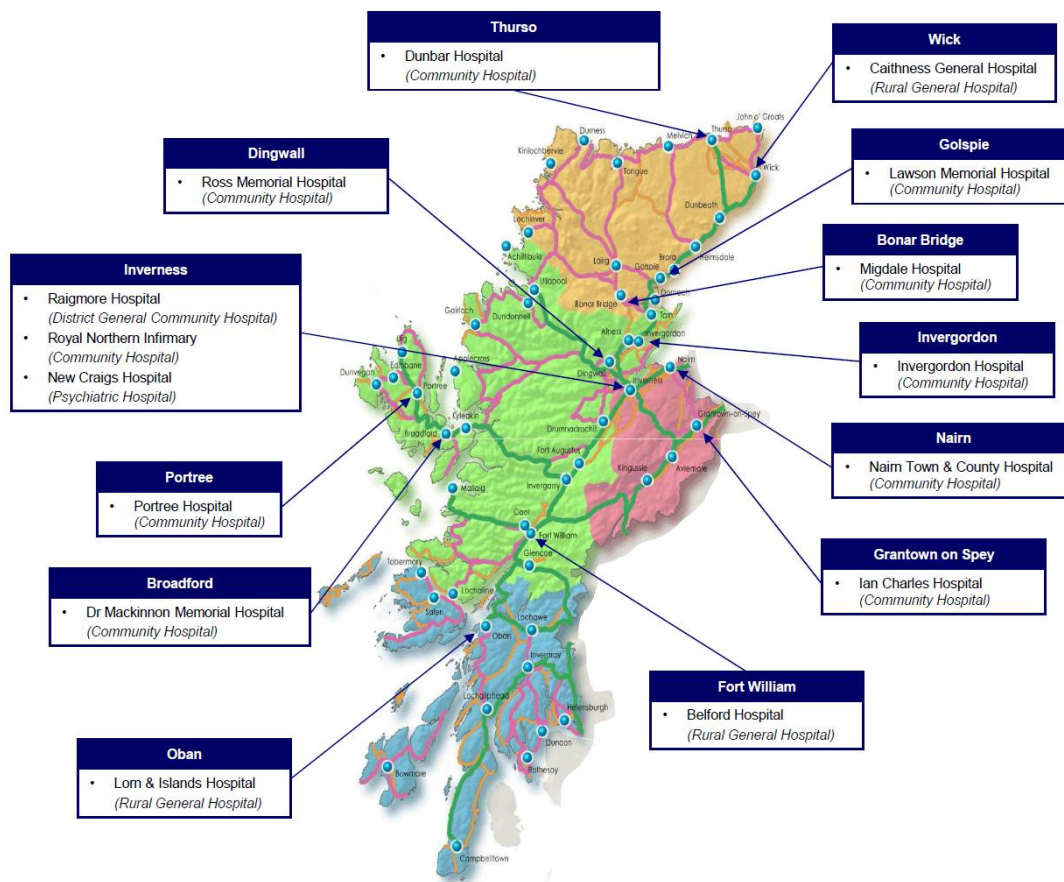 Thurso
• Dunbar Hospital
(Community Hospital)
Wick
• Caithness General Hospital
(Rural General Hospital)
Dingwall
• Ross Memorial Hospital
(Community Hospital)
Golspie
• Lawson Memorial Hospital
(Community Hospital)
Bonar Bridge
• Migdale Hospital
(Community Hospital)
Inverness
• Raigmore Hospital
(District General Community Hospital)
• Royal Northern Infirmary
(Community Hospital)
• New Craigs Hospital
(Psychiatric Hospital)
Invergordon
• Invergordon Hospital
(Community Hospital)
Nairn
• Nairn Town & County Hospital
(Community Hospital)
Portree
• Portree Hospital
(Community Hospital)
Grantown on Spey
• Ian Charles Hospital
(Community Hospital)
Broadford
• Dr Mackinnon Memorial Hospital
(Community Hospital)
Fort William
• Belford Hospital
(Rural General Hospital)
Oban
• Lorn & Islands Hospital
(Rural General Hospital)
John o' Groats
Durness
Melvich
Thurso
Kinlochbervie
Tongue
Wick
Dunbeath
Lochinver
Achiltibuie
Lairg
Golspie
Brora
Helmsdale
Ullapool
Bonar Bridge
Dornoch
Tain
Gairloch
Dundonnell
Alness
Invergordon
Uig
Edinbane
Applecross
Dunvegan
Portree
Dingwall
Nairn
Inverness
Kyleakin
Broadford
Drumnadrochit
Grantown-on-Spey
Fort Augustus
Kingussie
Aviemore
Mallaig
Invergarry
Caol
Fort William
Glencoe
Tobermory
Lochaline
Salen
Oban
Lochawe
Inveraray
Lochgilphead
Helensburgh
Dunoon
Rothesay
Bowmore
Campbelltown